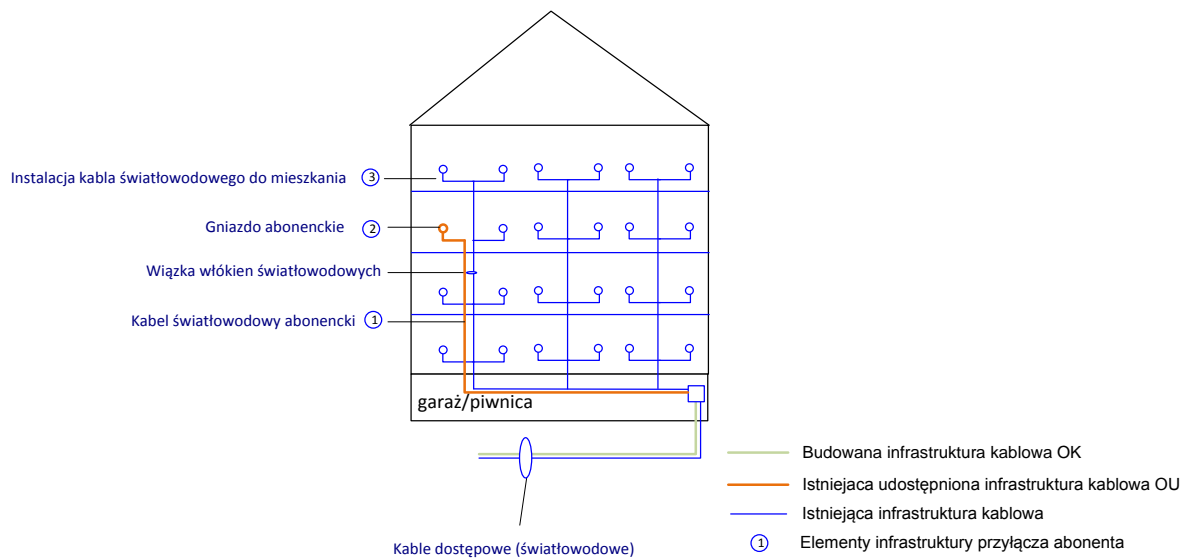 Instalacja kabla światłowodowego do mieszkania 3
Gniazdo abonenckie 2
Wiązka włókien światłowodowych
Kabel światłowodowy abonencki 1
garaż/piwnica
Budowana infrastruktura kablowa OK
Istniejaca udostępniona infrastruktura kablowa OU
Istniejąca infrastruktura kablowa
1 Elementy infrastruktury przyłącza abonenta
Kable dostępowe (światłowodowe)